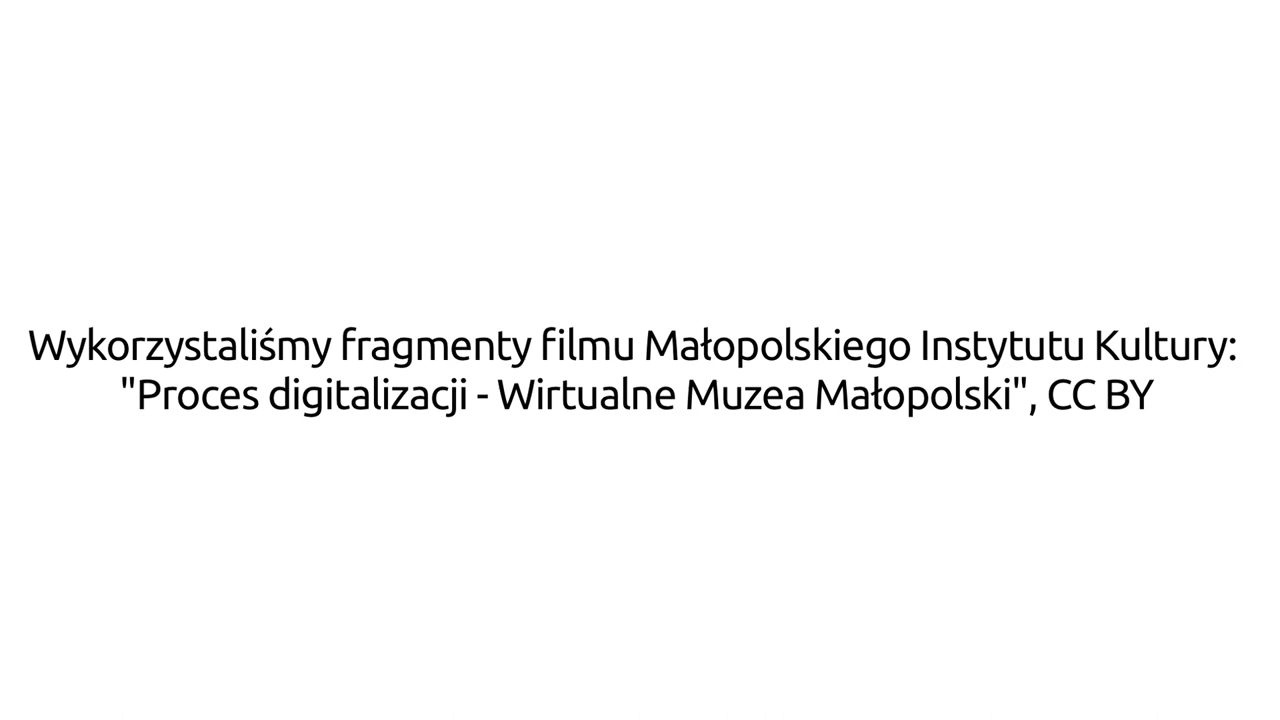 Wykorzystaliśmy fragmenty filmu Małopolskiego Instytutu Kultury:
"Proces digitalizacji - Wirtualne Muzea Małopolski", CC BY